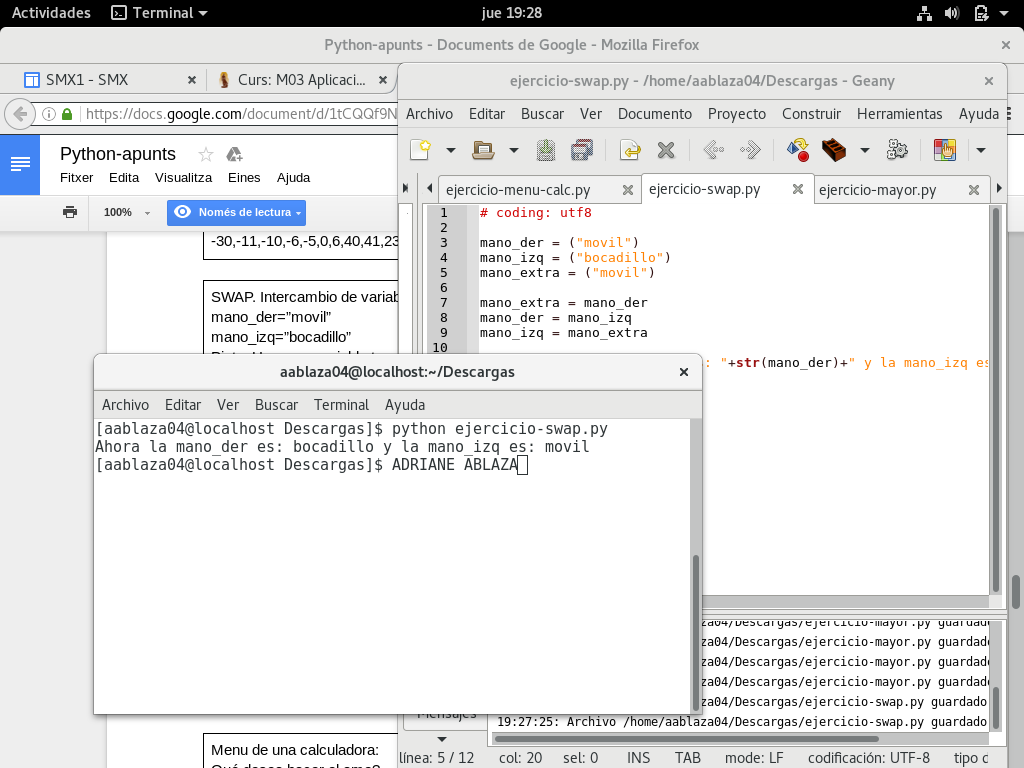 Actividades Terminal jue 19:28
Python-apunts - Documents de Google - Mozilla Firefox
SMX1 - SMX Curs: M03 Aplicaci...
https://docs.google.com/document/d/1tCQQf9N
Python-apunts
Fitxer Edita Visualitza Eines Ajuda
100% Només de lectura
-30,-11,-10,-6,-5,0,6,40,41,23
SWAP. Intercambio de variab
mano_der=”movil”
mano_izq=”bocadillo”
Menu de una calculadora:
ejercicio-swap.py - /home/aablaza04/Descargas - Geany
Archivo Editar Buscar Ver Documento Proyecto Construir Herramientas Ayuda
ejercicio-menu-calc.py ejercicio-swap.py ejercicio-mayor.py
1 # coding: utf8
2
3 mano_der = ("movil")
4 mano_izq = ("bocadillo")
5 mano_extra = ("movil")
6
7 mano_extra = mano_der
8 mano_der = mano_izq
9 mano_izq = mano_extra
10
: "+str(mano_der)+" y la mano_izq es
aablaza04@localhost:~/Descargas
Archivo Editar Ver Buscar Terminal Ayuda
[aablaza04@localhost Descargas]$ python ejercicio-swap.py
Ahora la mano_der es: bocadillo y la mano_izq es: movil
[aablaza04@localhost Descargas]$ ADRIANE ABLAZA
za04/Descargas/ejercicio-mayor.py guardado
za04/Descargas/ejercicio-mayor.py guardado
za04/Descargas/ejercicio-mayor.py guardado
za04/Descargas/ejercicio-mayor.py guardado
za04/Descargas/ejercicio-swap.py guardado
19:27:25: Archivo /home/aablaza04/Descargas/ejercicio-swap.py guardado
Mensajes
línea: 5 / 12 col: 20 sel: 0 INS TAB mode: LF codificación: UTF-8 tipo d